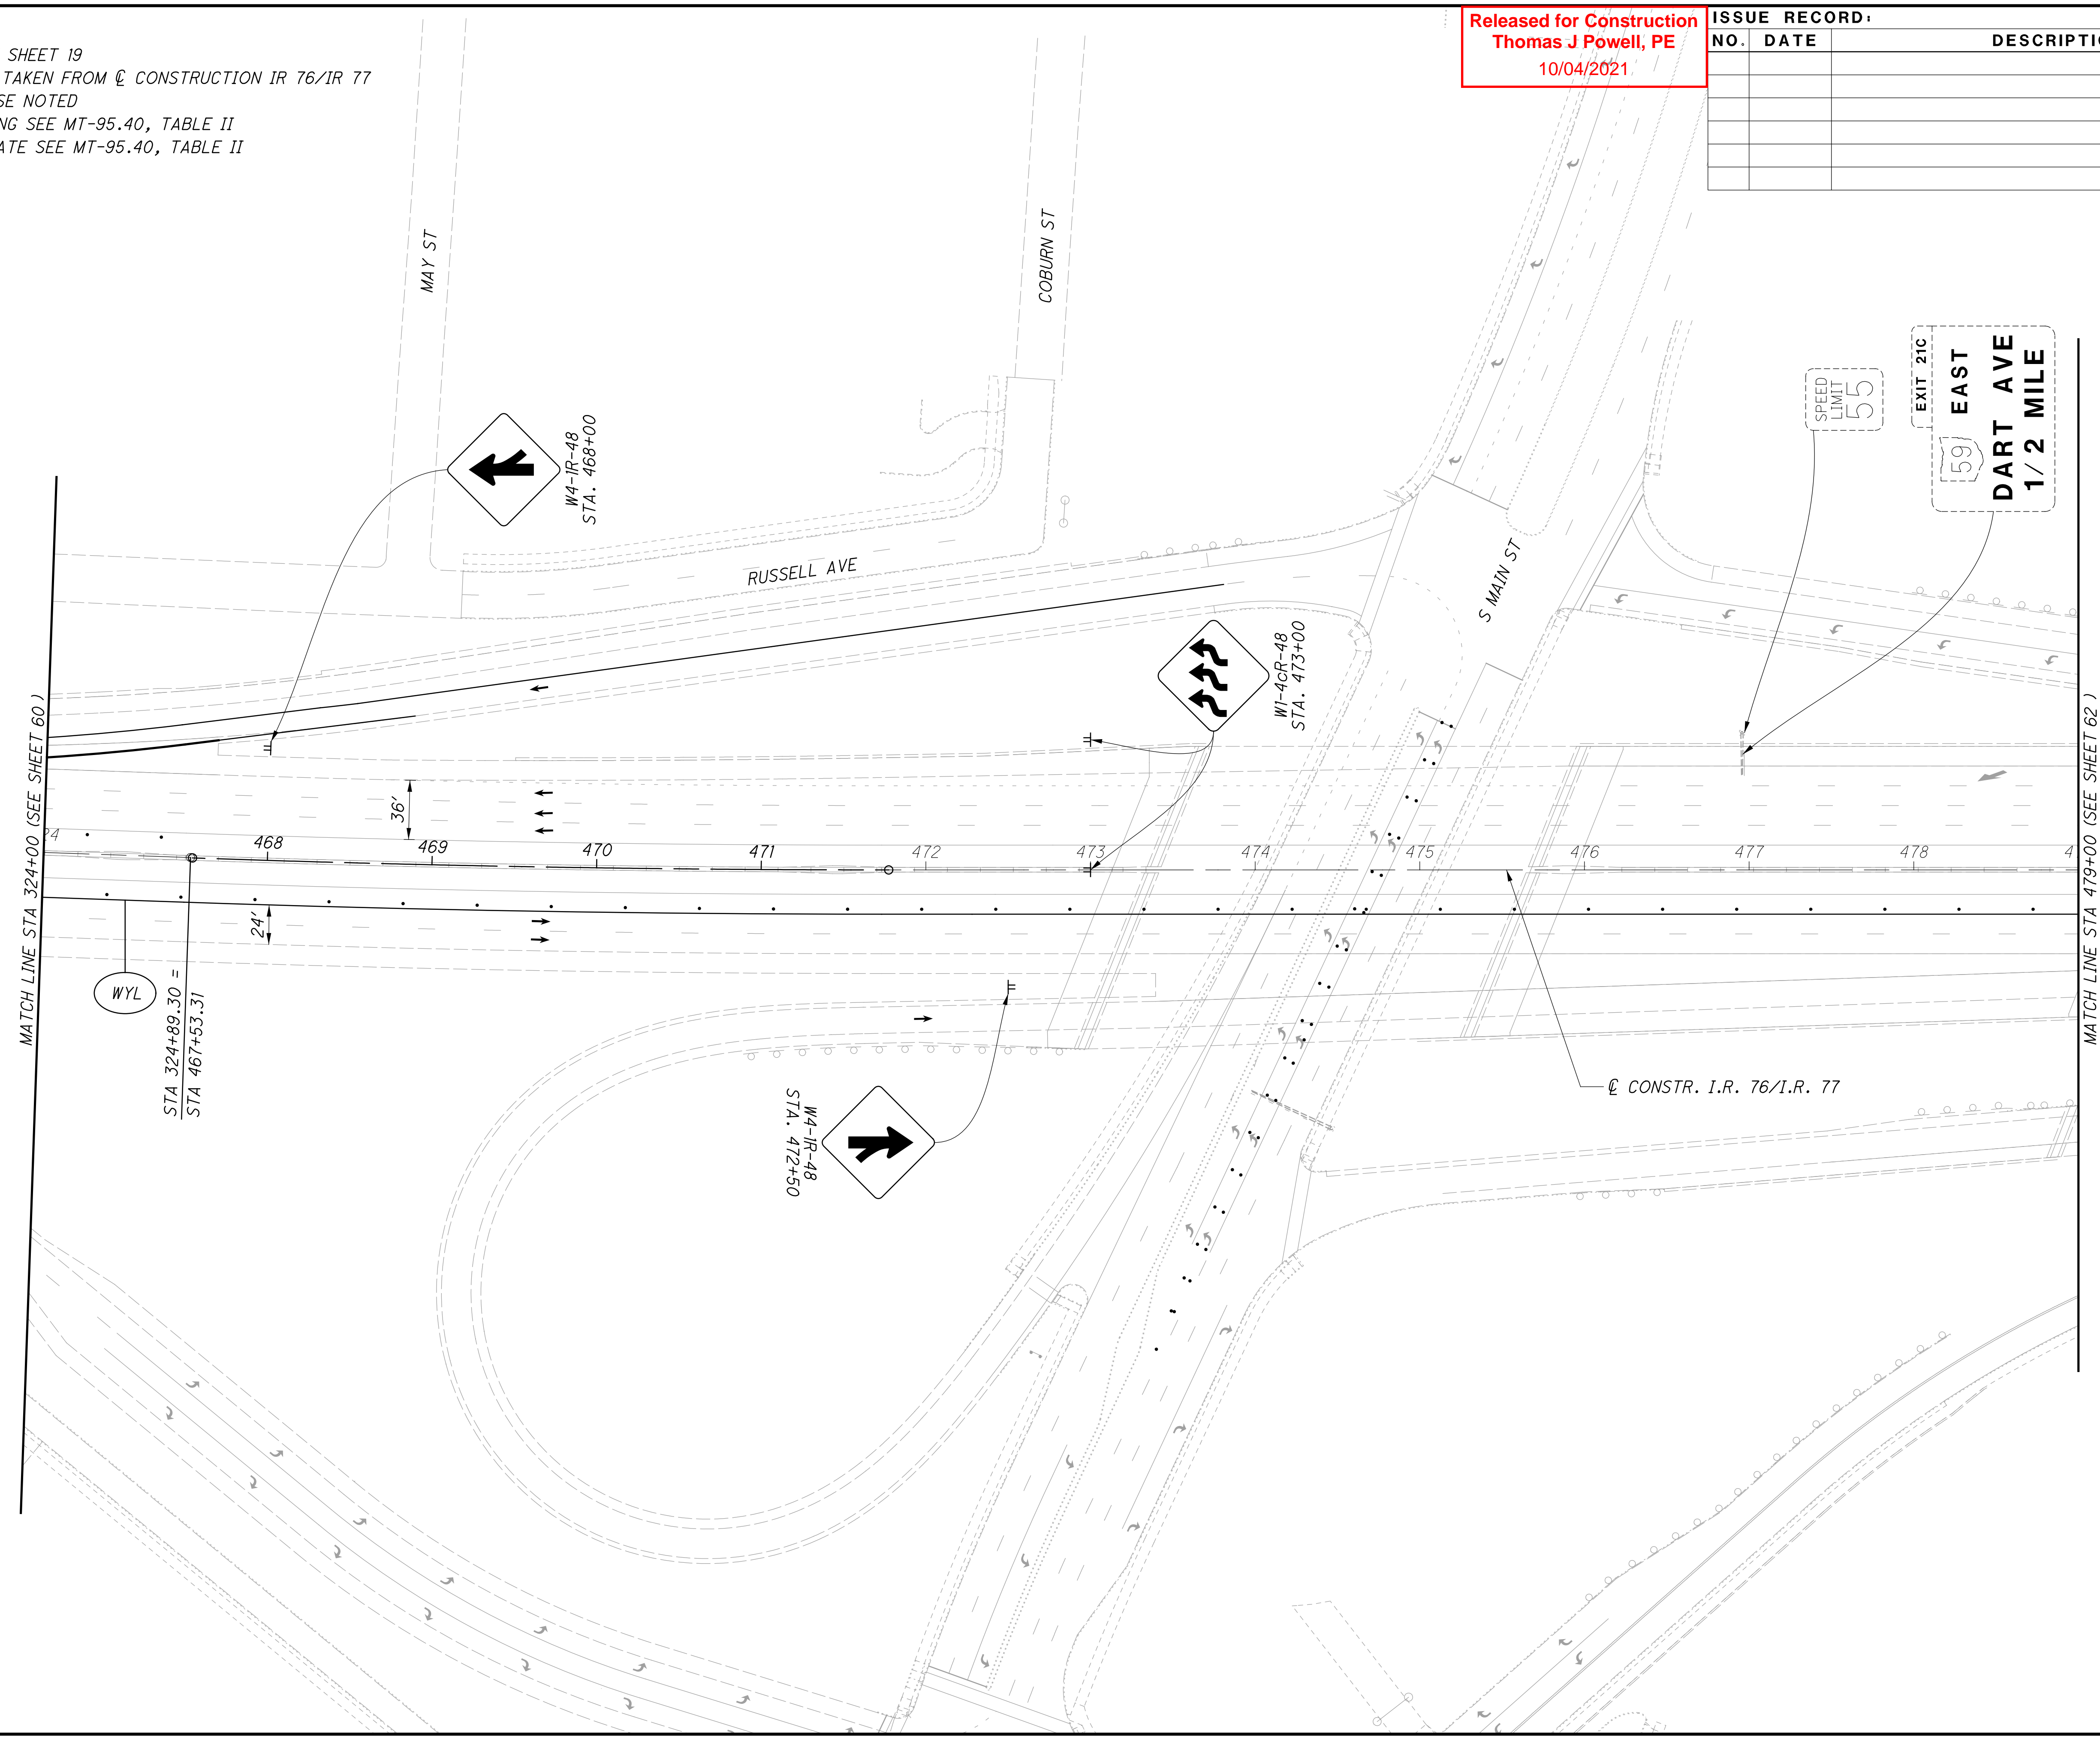 SHEET 19
TAKEN FROM ℄ CONSTRUCTION IR 76/IR 77
SE NOTED
NG SEE MT-95.40, TABLE II
ATE SEE MT-95.40, TABLE II
Released for Construction
Thomas J Powell, PE
10/04/2021
ISSUE RECORD:
NO. DATE DESCRIPTI
MAY ST
COBURN ST
W4-1R-48
STA. 468+00
RUSSELL AVE
S MAIN ST
W1-4cR-48
STA. 473+00
SPEED
LIMIT
55
EXIT 21C
59 EAST
DART AVE
1/2 MILE
MATCH LINE STA 324+00 (SEE SHEET 60)
36'
24
468
469
470
471
472
473
474
475
476
477
478
4
24'
WYL
STA 324+89.30 =
STA 467+53.31
W4-1R-48
STA. 472+50
℄ CONSTR. I.R. 76/I.R. 77
MATCH LINE STA 479+00 (SEE SHEET 62)